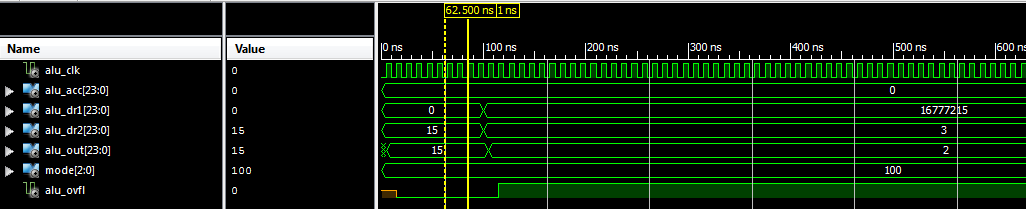 62.500 ns 1 ns
Name Value 0 ns 100 ns 200 ns 300 ns 400 ns 500 ns 600 ns
alu_clk 0
alu_acc[23:0] 0 0
alu_dr1[23:0] 0 0 16777215
alu_dr2[23:0] 15 15 3
alu_out[23:0] 15 15 2
mode[2:0] 100 100
alu_ovfl 0